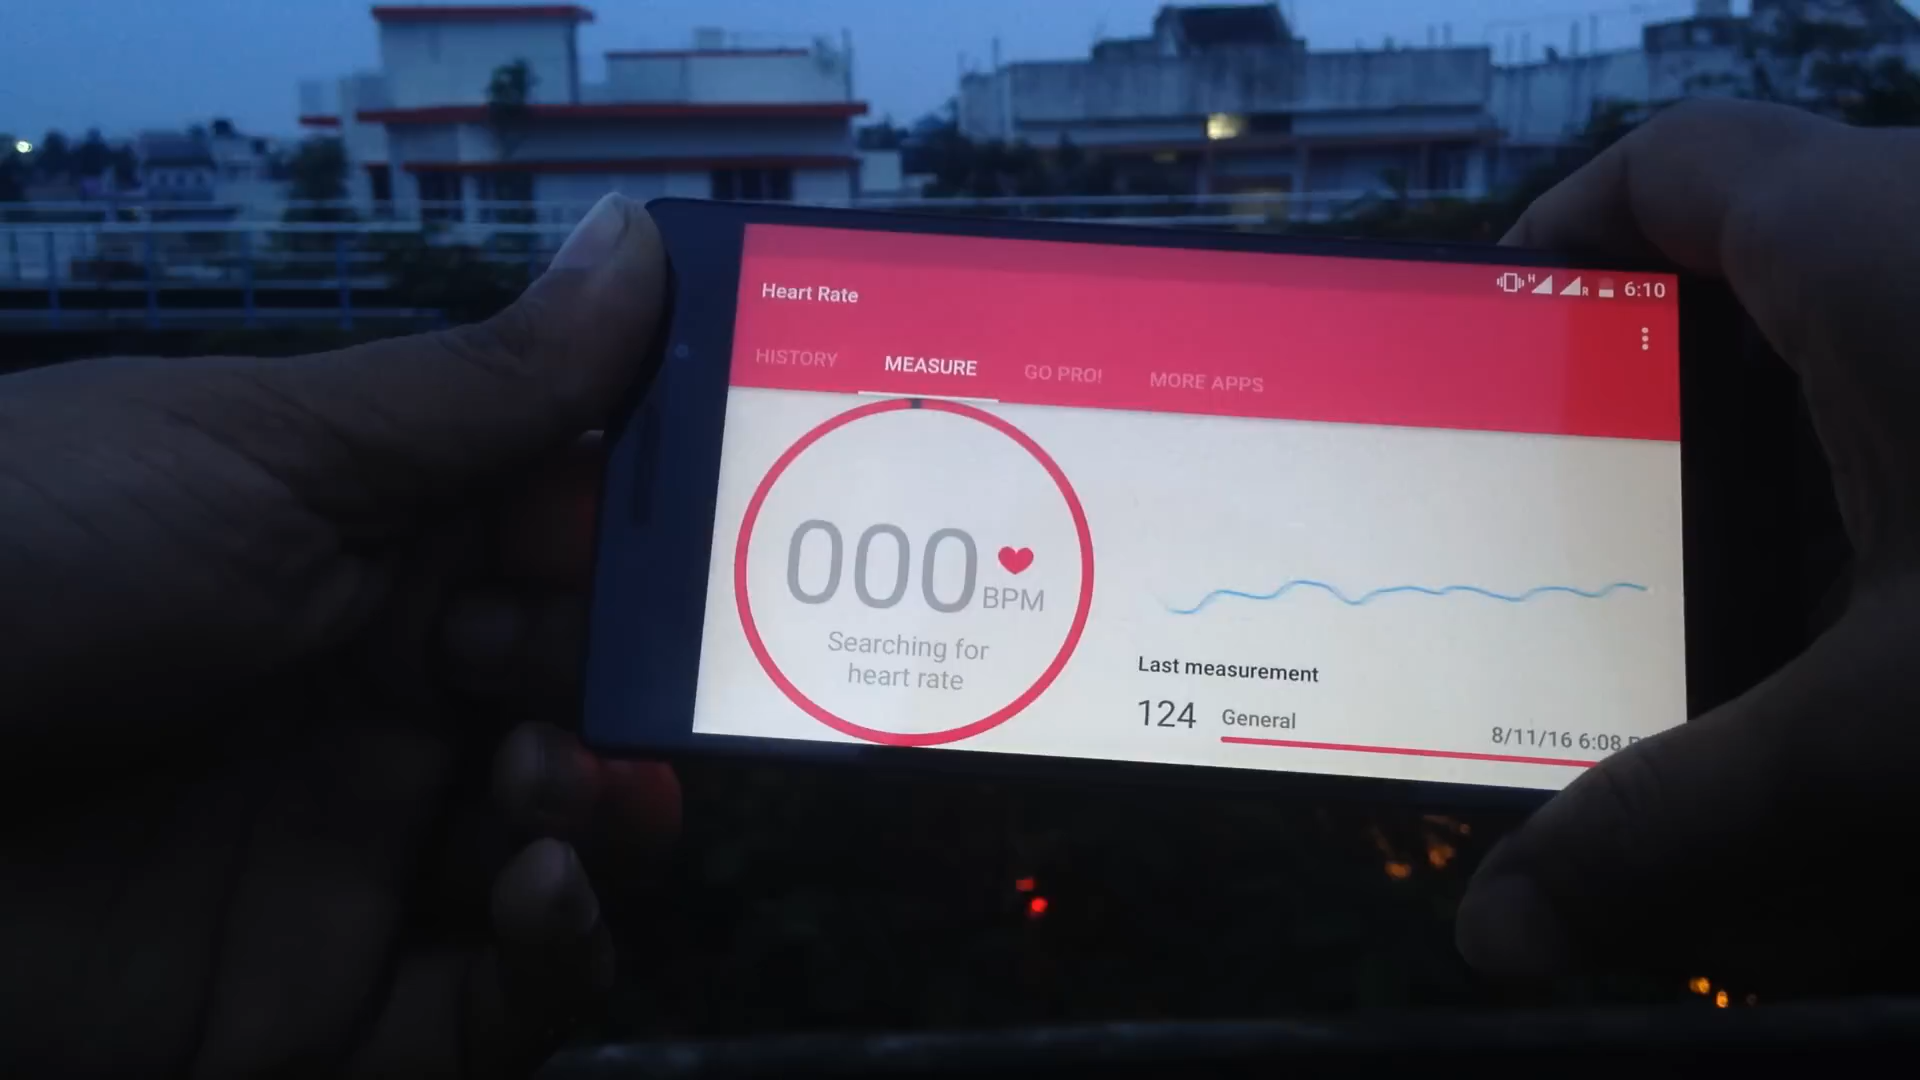 H R 6:10
Heart Rate
HISTORY MEASURE GO PRO! MORE APPS
000 BPM
Searching for
heart rate
Last measurement
124 General 8/11/16 6:08